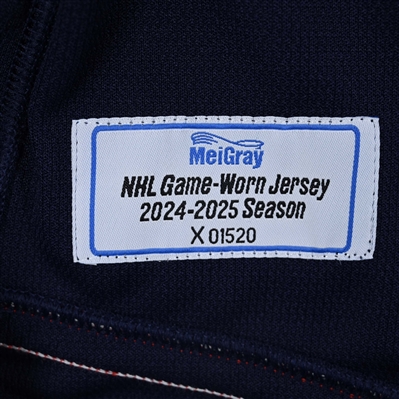 MeiGray
NHL Game-Worn Jersey
2024-2025 Season
X 01520